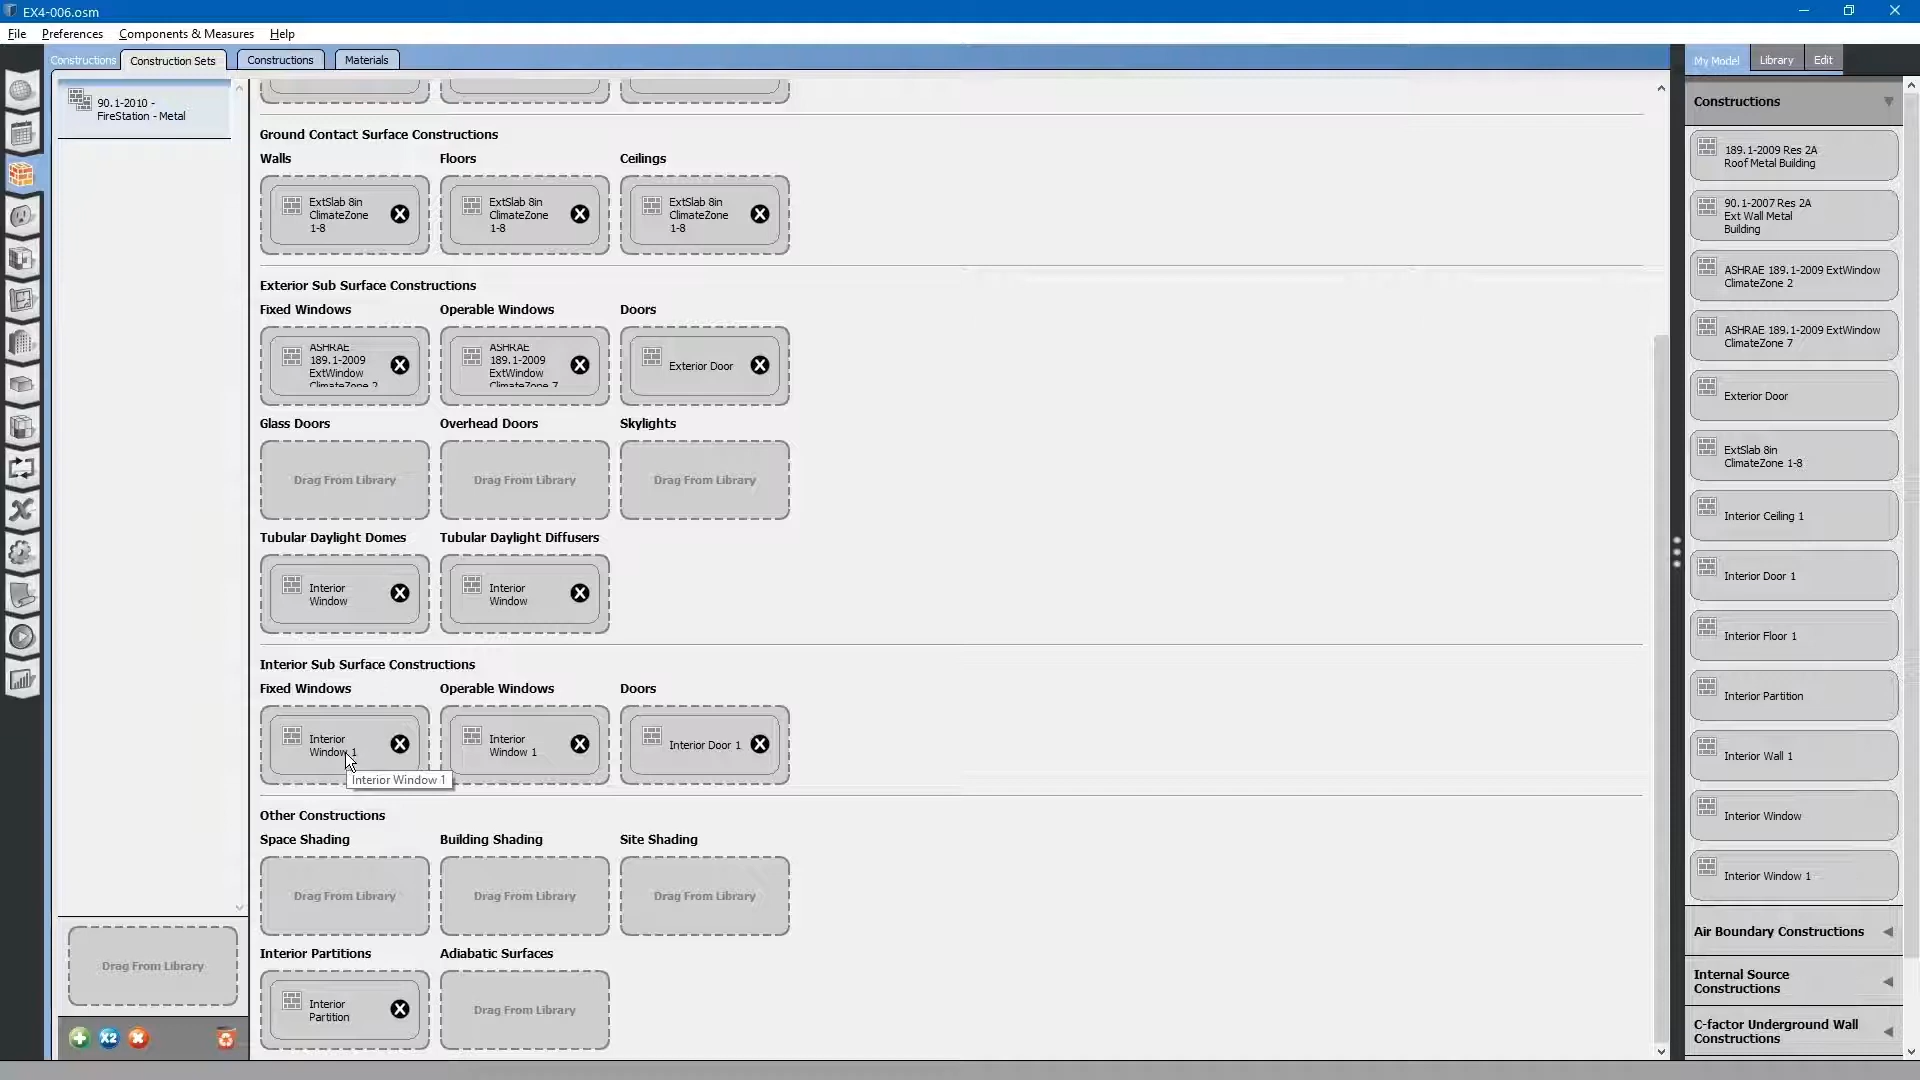 EX4-006.osm
File Preferences Components & Measures Help
Constructions Construction Sets Constructions Materials My Model Library Edit
90.1-2010 -
FireStation - Metal
Drag From Library
X2
Ground Contact Surface Constructions
Walls Floors Ceilings
ExtSlab 8in ExtSlab 8in ExtSlab 8in
ClimateZone ClimateZone ClimateZone
1-8 1-8 1-8
Exterior Sub Surface Constructions
Fixed Windows Operable Windows Doors
ASHRAE ASHRAE
189.1-2009 189.1-2009
ExtWindow ExtWindow Exterior Door
ClimateZone 2 ClimateZone 7
Glass Doors Overhead Doors Skylights
Drag From Library Drag From Library Drag From Library
Tubular Daylight Domes Tubular Daylight Diffusers
Interior Interior
Window Window
Interior Sub Surface Constructions
Fixed Windows Operable Windows Doors
Interior Interior Interior Door 1
Window 1 Window 1
Interior Window 1
Other Constructions
Space Shading Building Shading Site Shading
Drag From Library Drag From Library Drag From Library
Interior Partitions Adiabatic Surfaces
Interior
Partition Drag From Library
Constructions
189.1-2009 Res 2A
Roof Metal Building
90.1-2007 Res 2A
Ext Wall Metal
Building
ASHRAE 189.1-2009 ExtWindow
ClimateZone 2
ASHRAE 189.1-2009 ExtWindow
ClimateZone 7
Exterior Door
ExtSlab 8in
ClimateZone 1-8
Interior Ceiling 1
Interior Door 1
Interior Floor 1
Interior Partition
Interior Wall 1
Interior Window
Interior Window 1
Air Boundary Constructions
Internal Source
Constructions
C-factor Underground Wall
Constructions